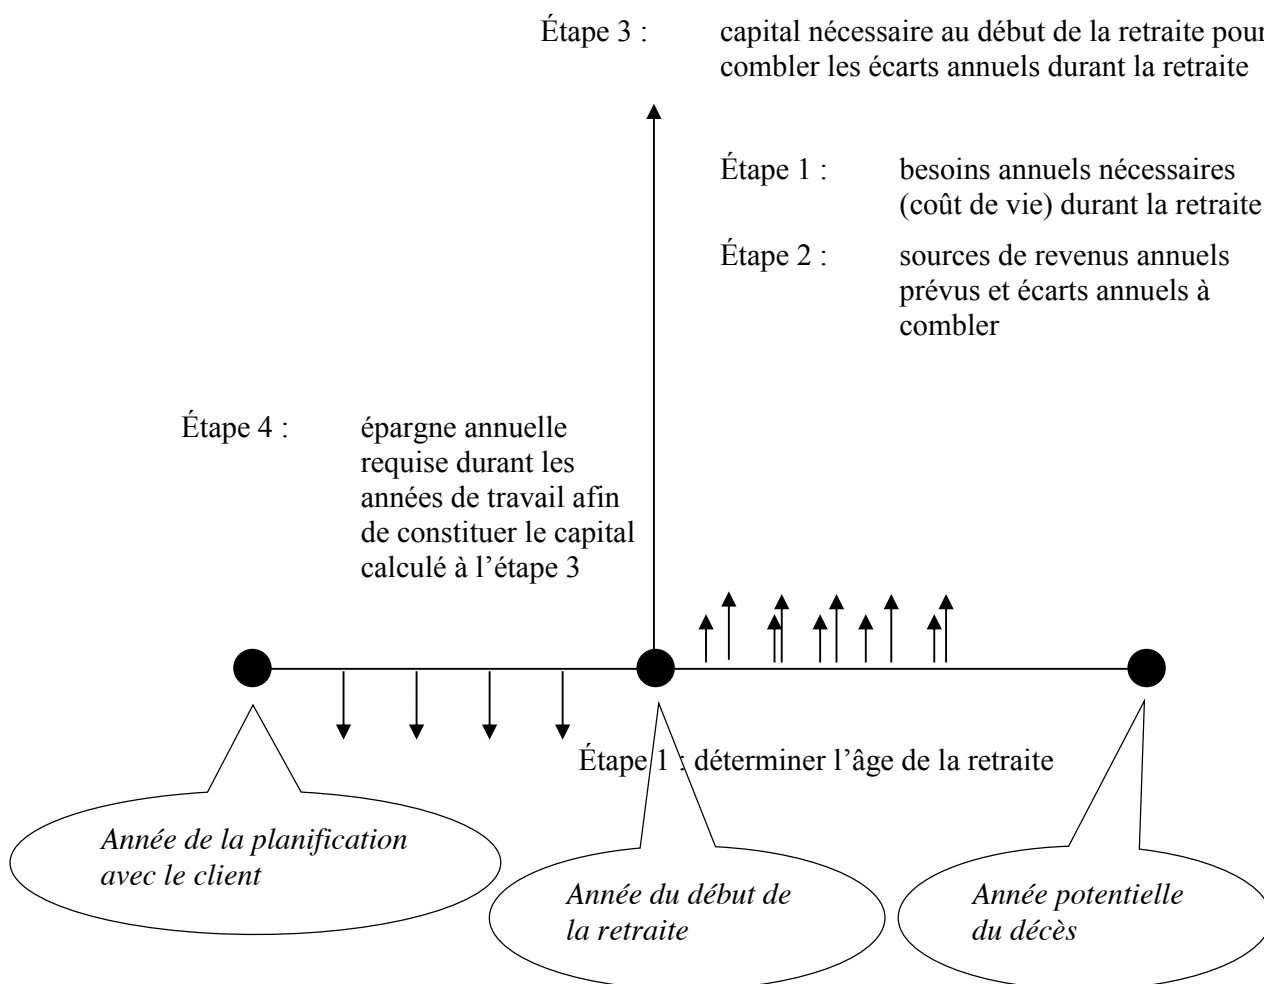 Étape 3 : capital nécessaire au début de la retraite pour
combler les écarts annuels durant la retraite
Étape 1 : besoins annuels nécessaires
(coût de vie) durant la retraite
Étape 2 : sources de revenus annuels
prévus et écarts annuels à
combler
Étape 4 : épargne annuelle
requise durant les
années de travail afin
de constituer le capital
calculé à l’étape 3
Étape 1 : déterminer l’âge de la retraite
Année de la planification
avec le client
Année du début de
la retraite
Année potentielle
du décès